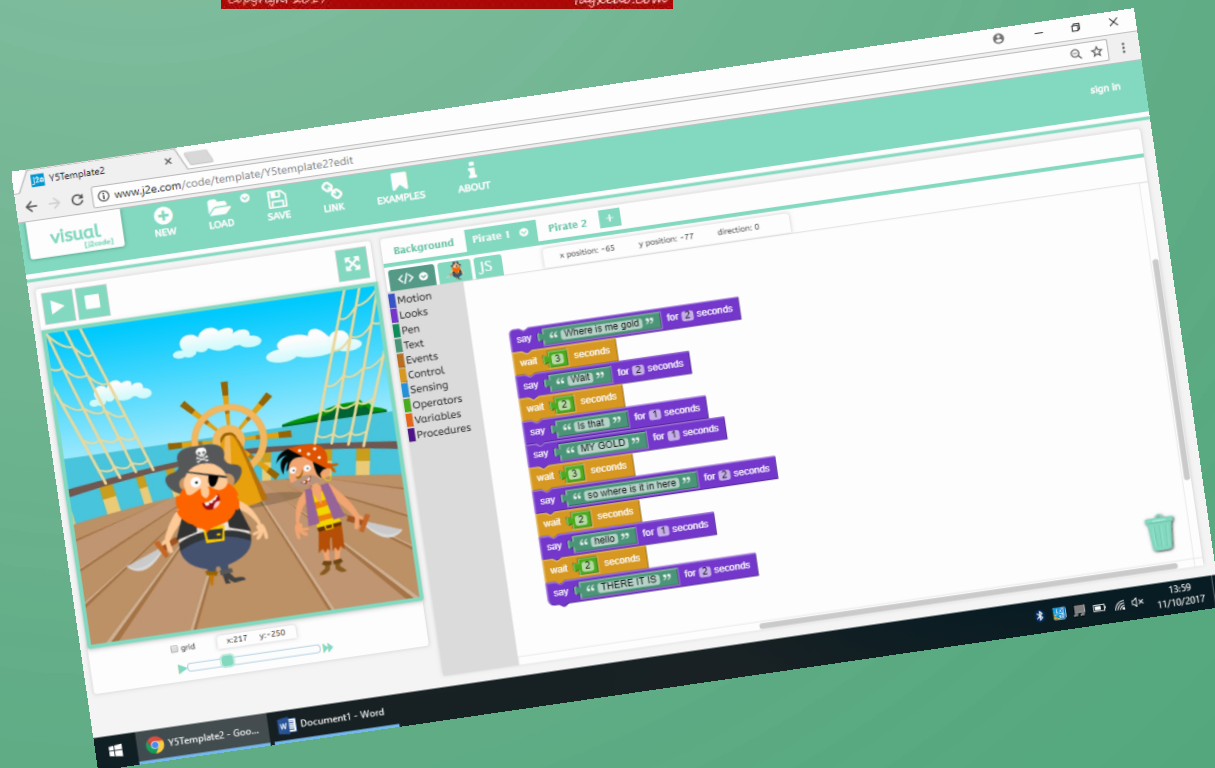 Copyright 2017
Y5Template2
www.j2e.com/code/template/Y5template2?edit
sign in
visual
[j2code]
NEW
LOAD
SAVE
LINK
EXAMPLES
ABOUT
Background
Pirate 1
Pirate 2
+
x position: -65 y position: -77 direction: 0
</>
JS
Motion
Looks
Pen
Text
Events
Control
Sensing
Operators
Variables
Procedures
say “ Where is me gold ” for 2 seconds
wait 3 seconds
say “ Wait ” for 2 seconds
wait 2 seconds
say “ Is that ” for 1 seconds
say “ MY GOLD ” for 1 seconds
wait 3 seconds
say “ so where is it in here ” for 2 seconds
wait 2 seconds
say “ hello ” for 1 seconds
wait 2 seconds
say “ THERE IT IS ” for 2 seconds
grid
x:217 y:-250
Y5Template2 - Goo...
Document1 - Word
13:59
11/10/2017